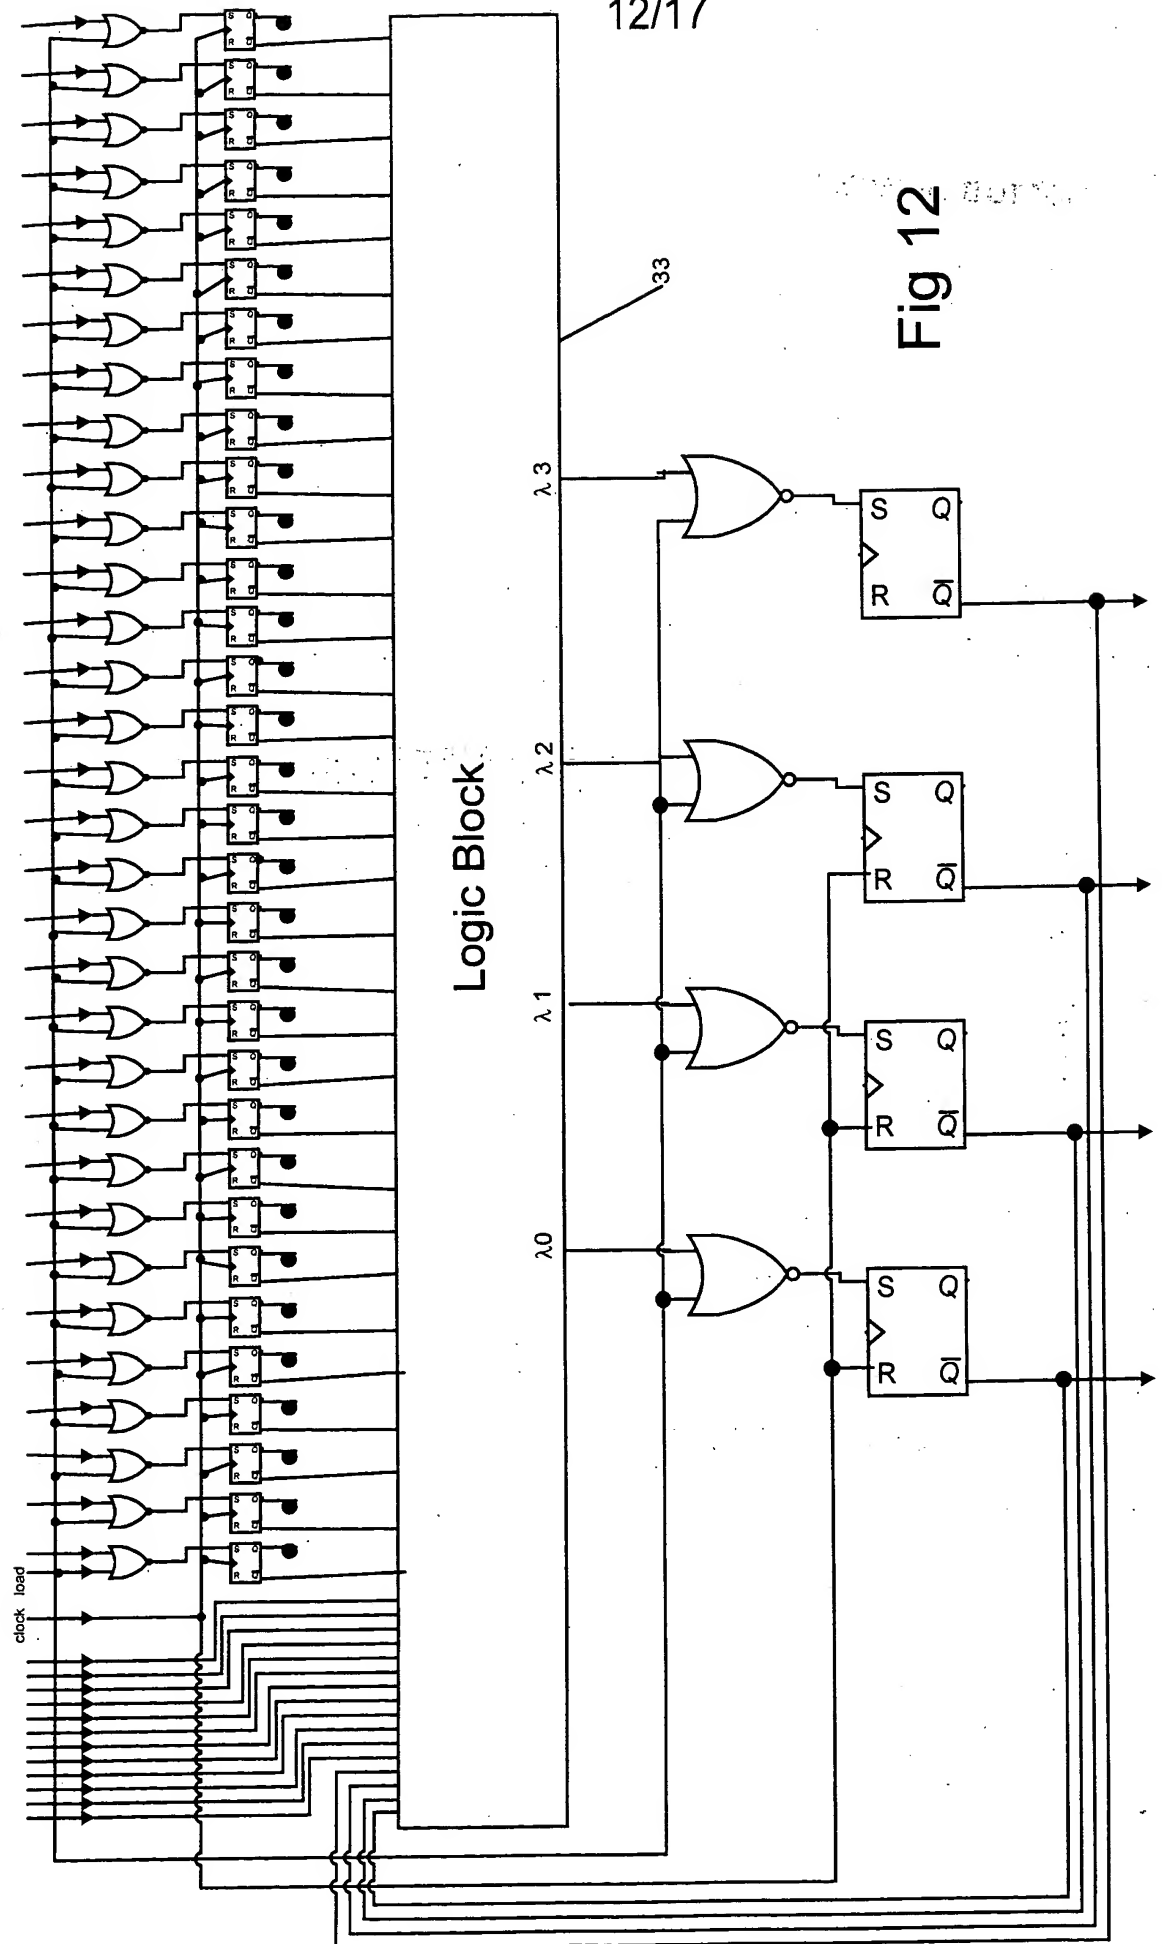 12/17
S Q
R Q̅
S Q
R Q̅
S Q
R Q̅
S Q
R Q̅
S Q
R Q̅
S Q
R Q̅
S Q
R Q̅
S Q
R Q̅
S Q
R Q̅
S Q
R Q̅
S Q
R Q̅
S Q
R Q̅
S Q
R Q̅
S Q
R Q̅
S Q
R Q̅
S Q
R Q̅
S Q
R Q̅
S Q
R Q̅
S Q
R Q̅
S Q
R Q̅
S Q
R Q̅
S Q
R Q̅
S Q
R Q̅
S Q
R Q̅
S Q
R Q̅
S Q
R Q̅
S Q
R Q̅
S Q
R Q̅
S Q
R Q̅
S Q
R Q̅
S Q
R Q̅
S Q
R Q̅
clock load
Logic Block
λ0 λ1 λ2 λ3
33
Fig 12
S Q
R Q̅
S Q
R Q̅
S Q
R Q̅
S Q
R Q̅